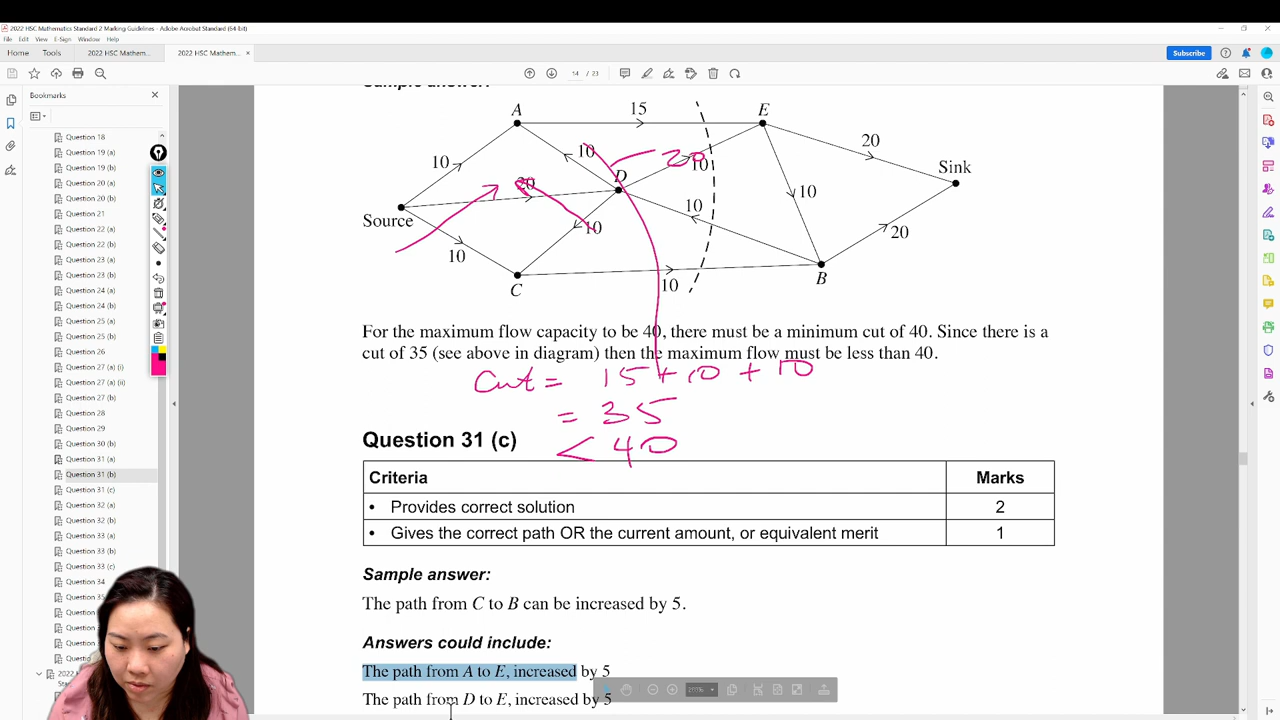 2022 HSC Mathematics Standard 2 Marking Guidelines - Adobe Acrobat Standard (64-bit)
File Edit View E-Sign Window Help
Home Tools 2022 HSC Mathem... 2022 HSC Mathem... × Subscribe
14 / 23
Bookmarks ×
Question 18
Question 19 (a)
Question 19 (b)
Question 20 (a)
Question 20 (b)
Question 21
Question 22 (a)
Question 22 (b)
Question 23 (a)
Question 23 (b)
Question 24 (a)
Question 24 (b)
Question 25 (a)
Question 25 (b)
Question 26
Question 27 (a) (i)
Question 27 (a) (ii)
Question 27 (b)
Question 28
Question 29
Question 30 (b)
Question 31 (a)
Question 31 (b)
Question 31 (c)
Question 32 (a)
Question 32 (b)
Question 33 (a)
Question 33 (b)
Question 33 (c)
Question 34
Question 35
Sample answer:
A 15 E
10 10 20 10 20
D Sink
30
Source 10 10
10 10 20
10 B
C
For the maximum flow capacity to be 40, there must be a minimum cut of 40. Since there is a
cut of 35 (see above in diagram) then the maximum flow must be less than 40.
Cut = 15 + 10 + 10
= 35
< 40
Question 31 (c)
Criteria Marks
• Provides correct solution 2
• Gives the correct path OR the current amount, or equivalent merit 1
Sample answer:
The path from C to B can be increased by 5.
Answers could include:
The path from A to E, increased by 5
The path from D to E, increased by 5